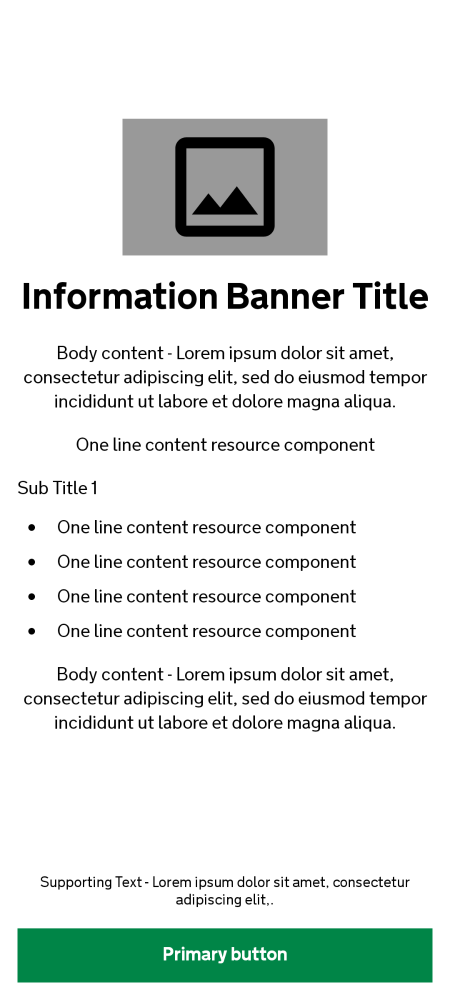 Information Banner Title
Body content - Lorem ipsum dolor sit amet,
consectetur adipiscing elit, sed do eiusmod tempor
incididunt ut labore et dolore magna aliqua.
One line content resource component
Sub Title 1
• One line content resource component
• One line content resource component
• One line content resource component
• One line content resource component
Body content - Lorem ipsum dolor sit amet,
consectetur adipiscing elit, sed do eiusmod tempor
incididunt ut labore et dolore magna aliqua.
Supporting Text - Lorem ipsum dolor sit amet, consectetur
adipiscing elit,.
Primary button